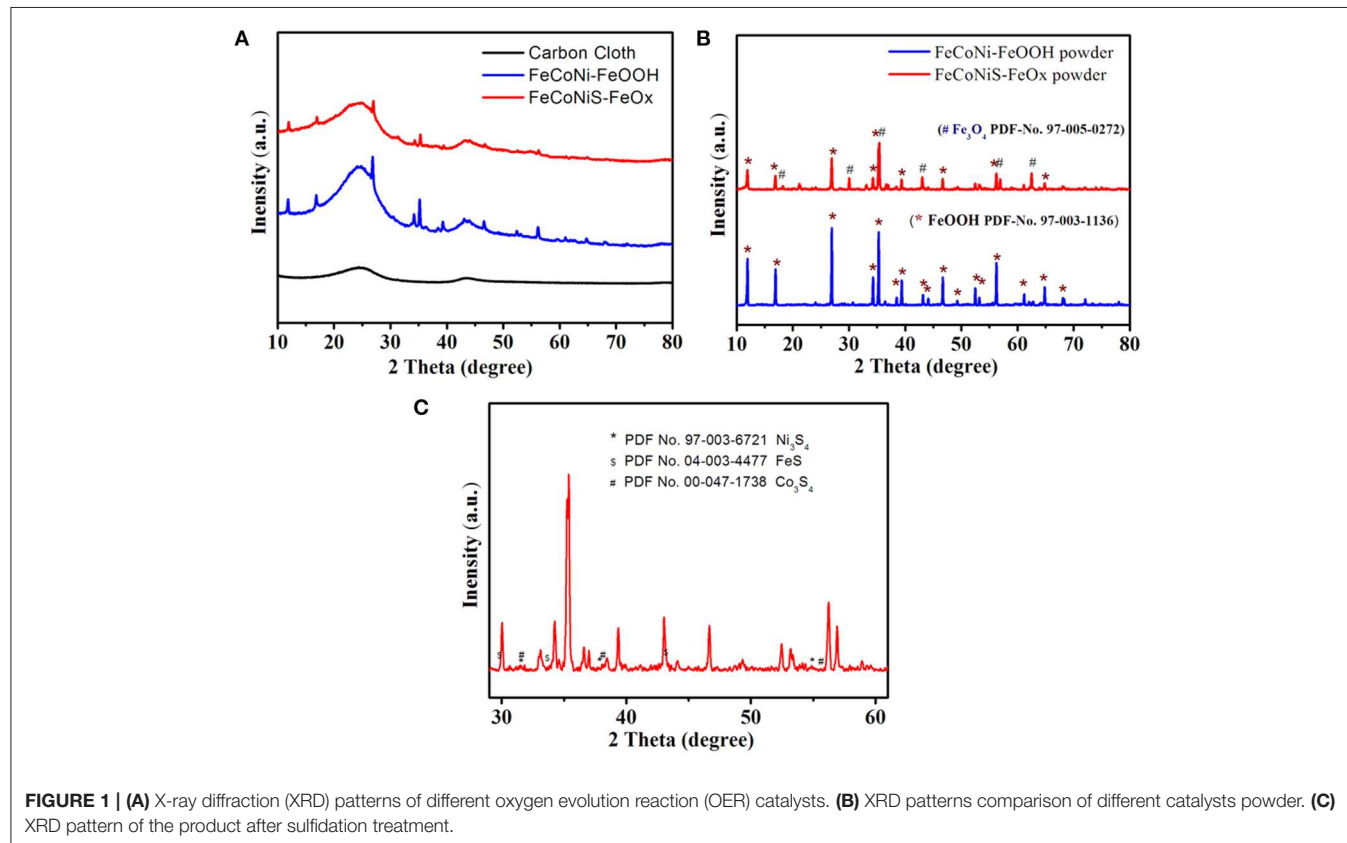 A
Carbon Cloth
FeCoNi-FeOOH
FeCoNiS-FeOx
Inensity (a.u.)
10 20 30 40 50 60 70 80
2 Theta (degree)
B
FeCoNi-FeOOH powder
FeCoNiS-FeOx powder
(# Fe₃O₄ PDF-No. 97-005-0272)
* # * # * # * * # * * # # *
(* FeOOH PDF-No. 97-003-1136)
* * * * * * * * * * * * * * * * *
Inensity (a.u.)
10 20 30 40 50 60 70 80
2 Theta (degree)
C
* PDF No. 97-003-6721 Ni₃S₄
$ PDF No. 04-003-4477 FeS
# PDF No. 00-047-1738 Co₃S₄
$ *# $ *# $ * #
Inensity (a.u.)
30 40 50 60
2 Theta (degree)
FIGURE 1 | (A) X-ray diffraction (XRD) patterns of different oxygen evolution reaction (OER) catalysts. (B) XRD patterns comparison of different catalysts powder. (C)
XRD pattern of the product after sulfidation treatment.